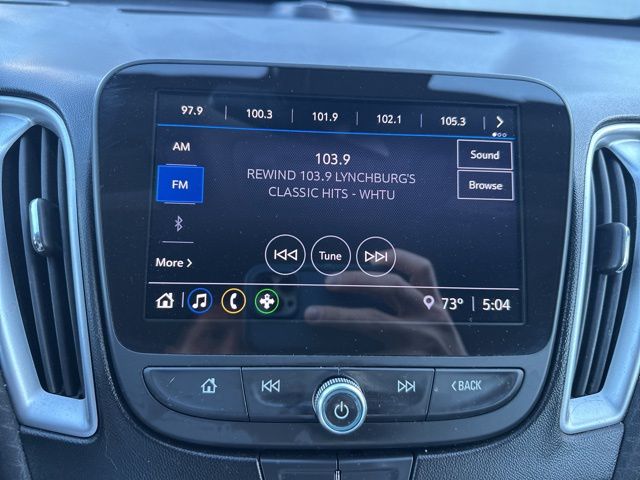 97.9 100.3 101.9 102.1 105.3
AM
FM
More
103.9
REWIND 103.9 LYNCHBURG'S
CLASSIC HITS - WHTU
Sound
Browse
Tune
73° 5:04
BACK